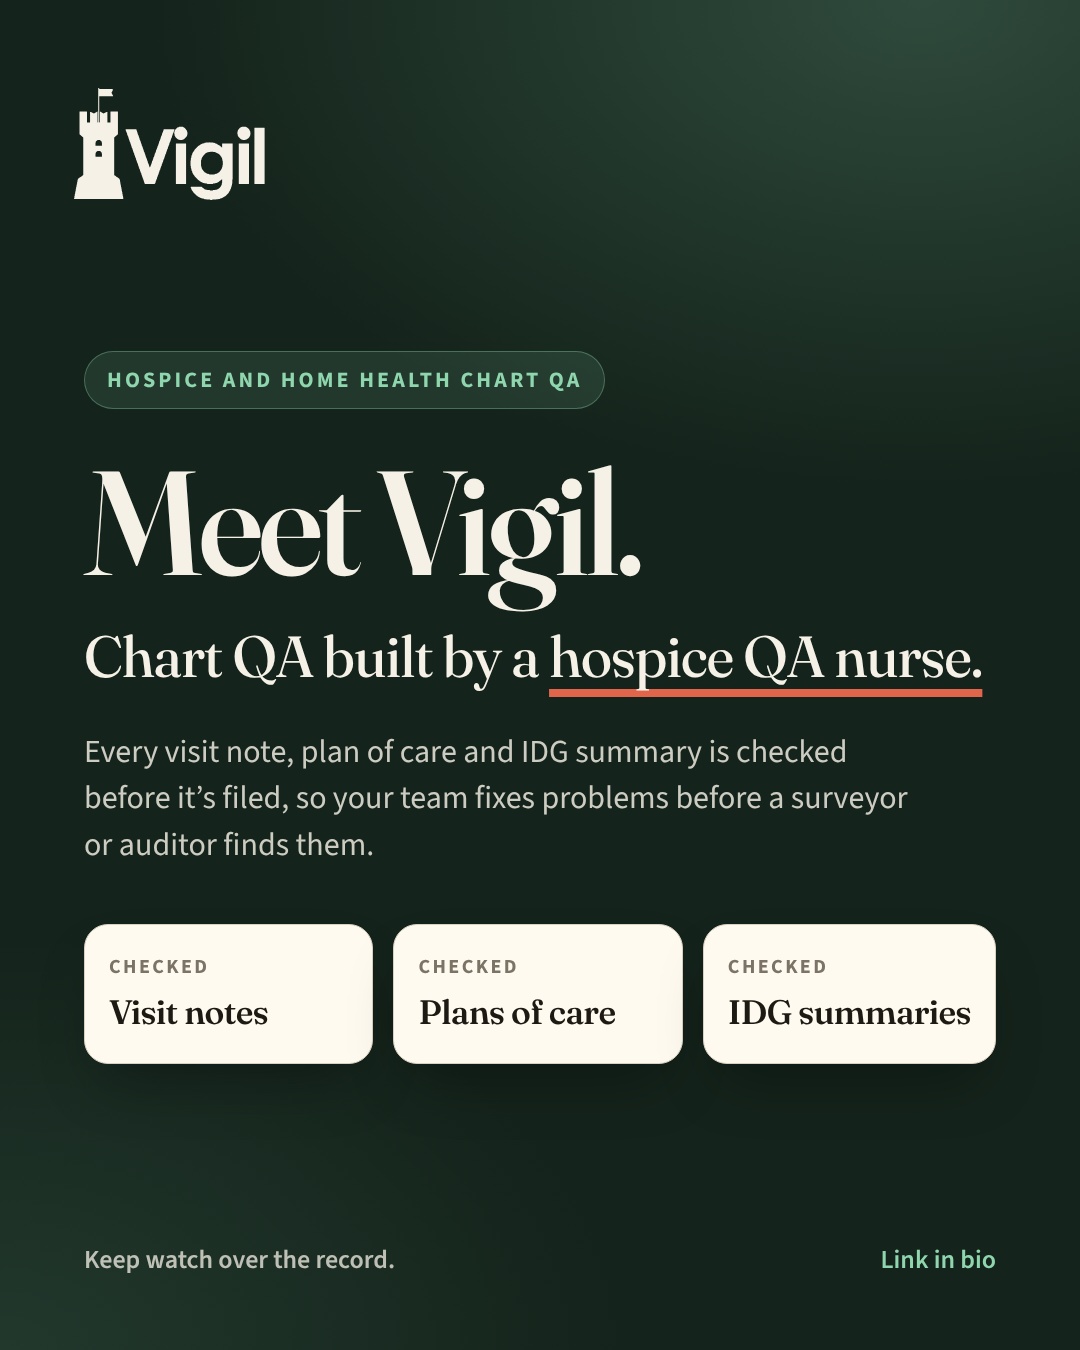 Vigil
HOSPICE AND HOME HEALTH CHART QA
Meet Vigil.
Chart QA built by a hospice QA nurse.
Every visit note, plan of care and IDG summary is checked
before it’s filed, so your team fixes problems before a surveyor
or auditor finds them.
CHECKED
Visit notes
CHECKED
Plans of care
CHECKED
IDG summaries
Keep watch over the record.
Link in bio